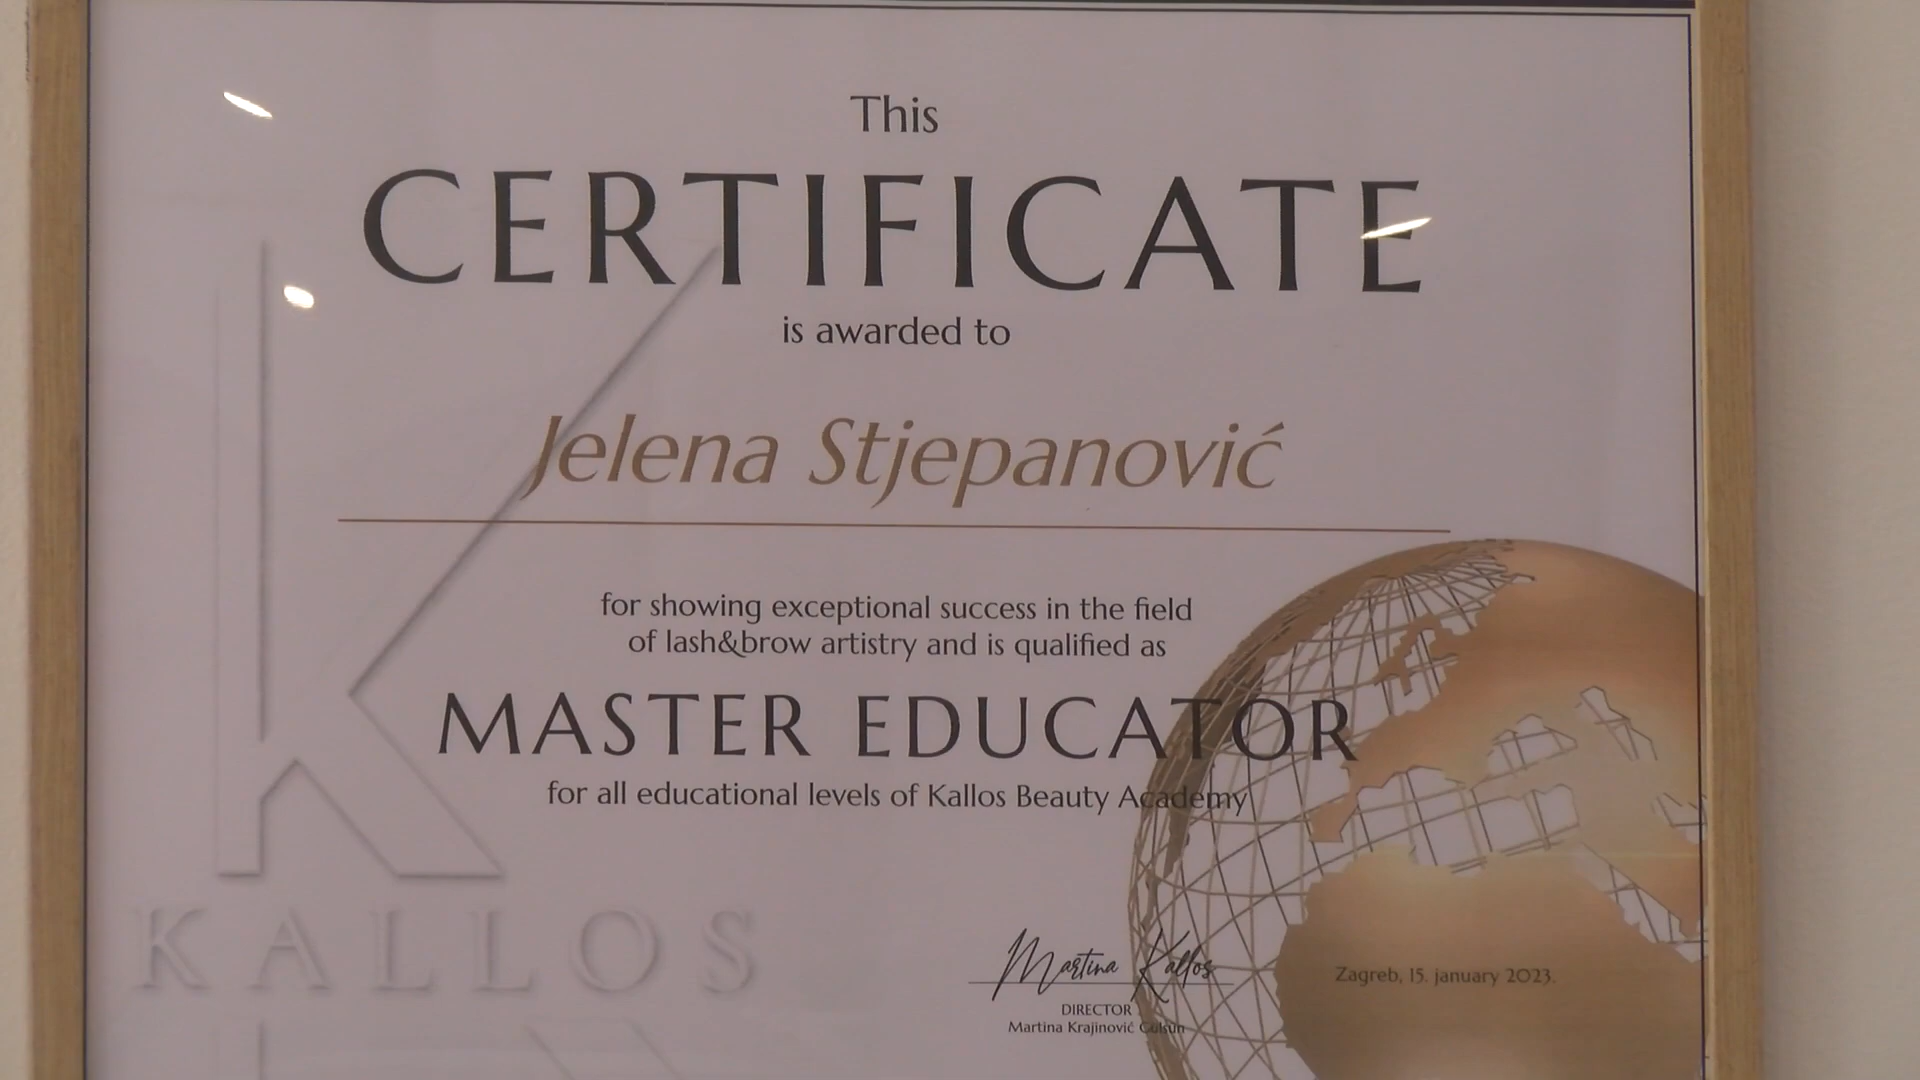 This
CERTIFICATE
is awarded to
Jelena Stjepanović
for showing exceptional success in the field
of lash&brow artistry and is qualified as
MASTER EDUCATOR
for all educational levels of Kallos Beauty Academy
KALLOS
Martina Kallos
Zagreb, 15. january 2023.
DIRECTOR
Martina Krajinović Gulsun